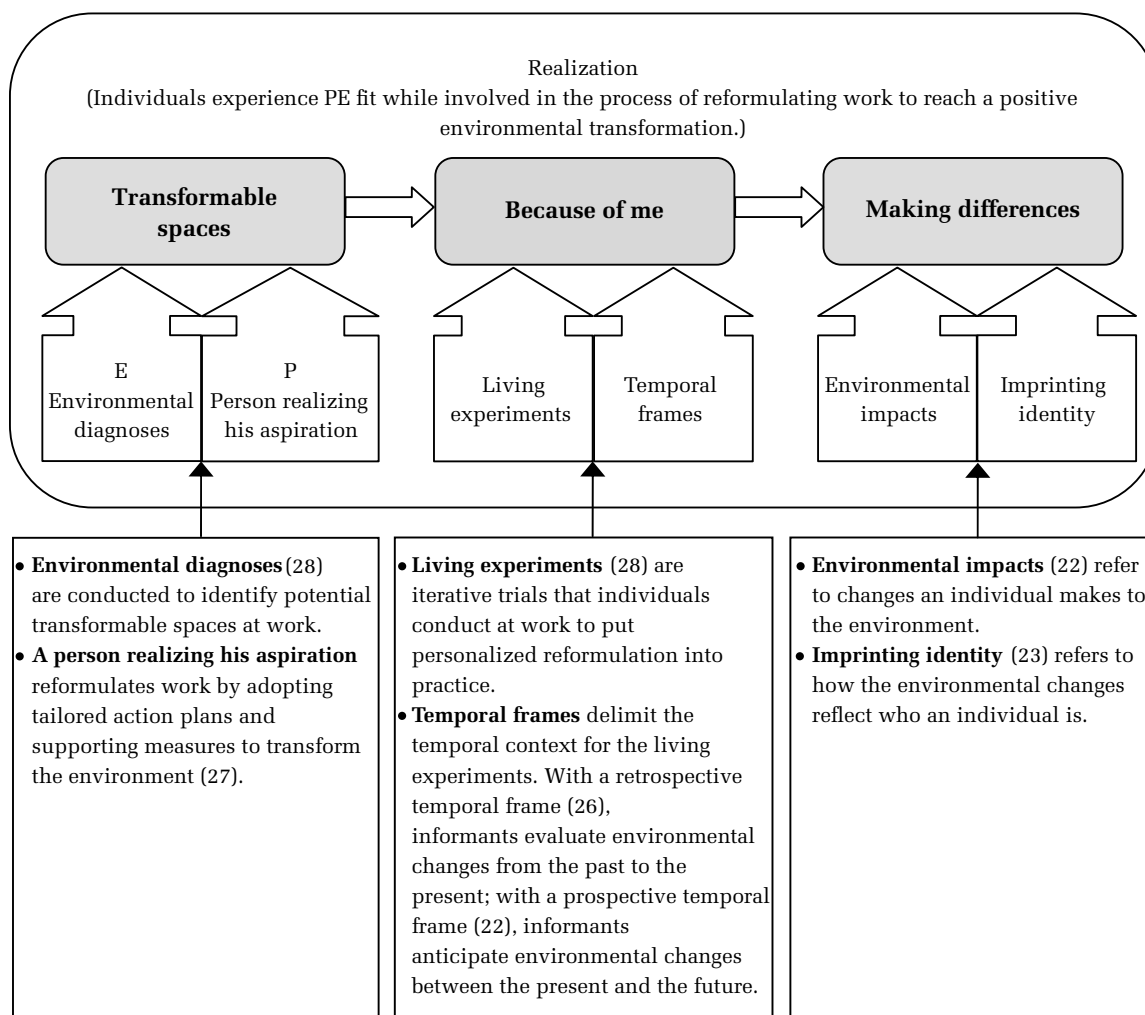 Realization
(Individuals experience PE fit while involved in the process of reformulating work to reach a positive
environmental transformation.)
Transformable
spaces
Because of me
Making differences
E
Environmental
diagnoses
P
Person realizing
his aspiration
Living
experiments
Temporal
frames
Environmental
impacts
Imprinting
identity
• Environmental diagnoses (28)
are conducted to identify potential
transformable spaces at work.
• A person realizing his aspiration
reformulates work by adopting
tailored action plans and
supporting measures to transform
the environment (27).
• Living experiments (28) are
iterative trials that individuals
conduct at work to put
personalized reformulation into
practice.
• Temporal frames delimit the
temporal context for the living
experiments. With a retrospective
temporal frame (26),
informants evaluate environmental
changes from the past to the
present; with a prospective temporal
frame (22), informants
anticipate environmental changes
between the present and the future.
• Environmental impacts (22) refer
to changes an individual makes to
the environment.
• Imprinting identity (23) refers to
how the environmental changes
reflect who an individual is.